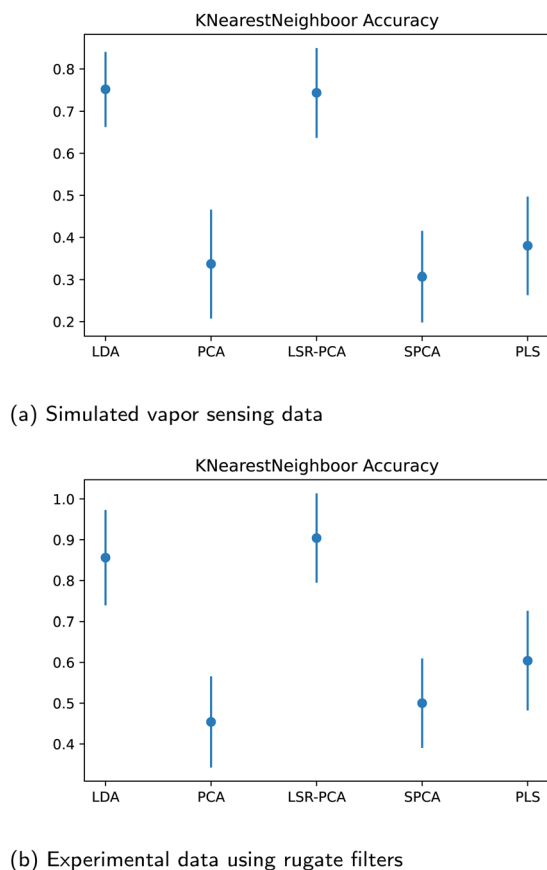 KNearestNeighboor Accuracy
0.8
0.7
0.6
0.5
0.4
0.3
0.2
LDA PCA LSR-PCA SPCA PLS
(a) Simulated vapor sensing data
KNearestNeighboor Accuracy
1.0
0.9
0.8
0.7
0.6
0.5
0.4
LDA PCA LSR-PCA SPCA PLS
(b) Experimental data using rugate filters